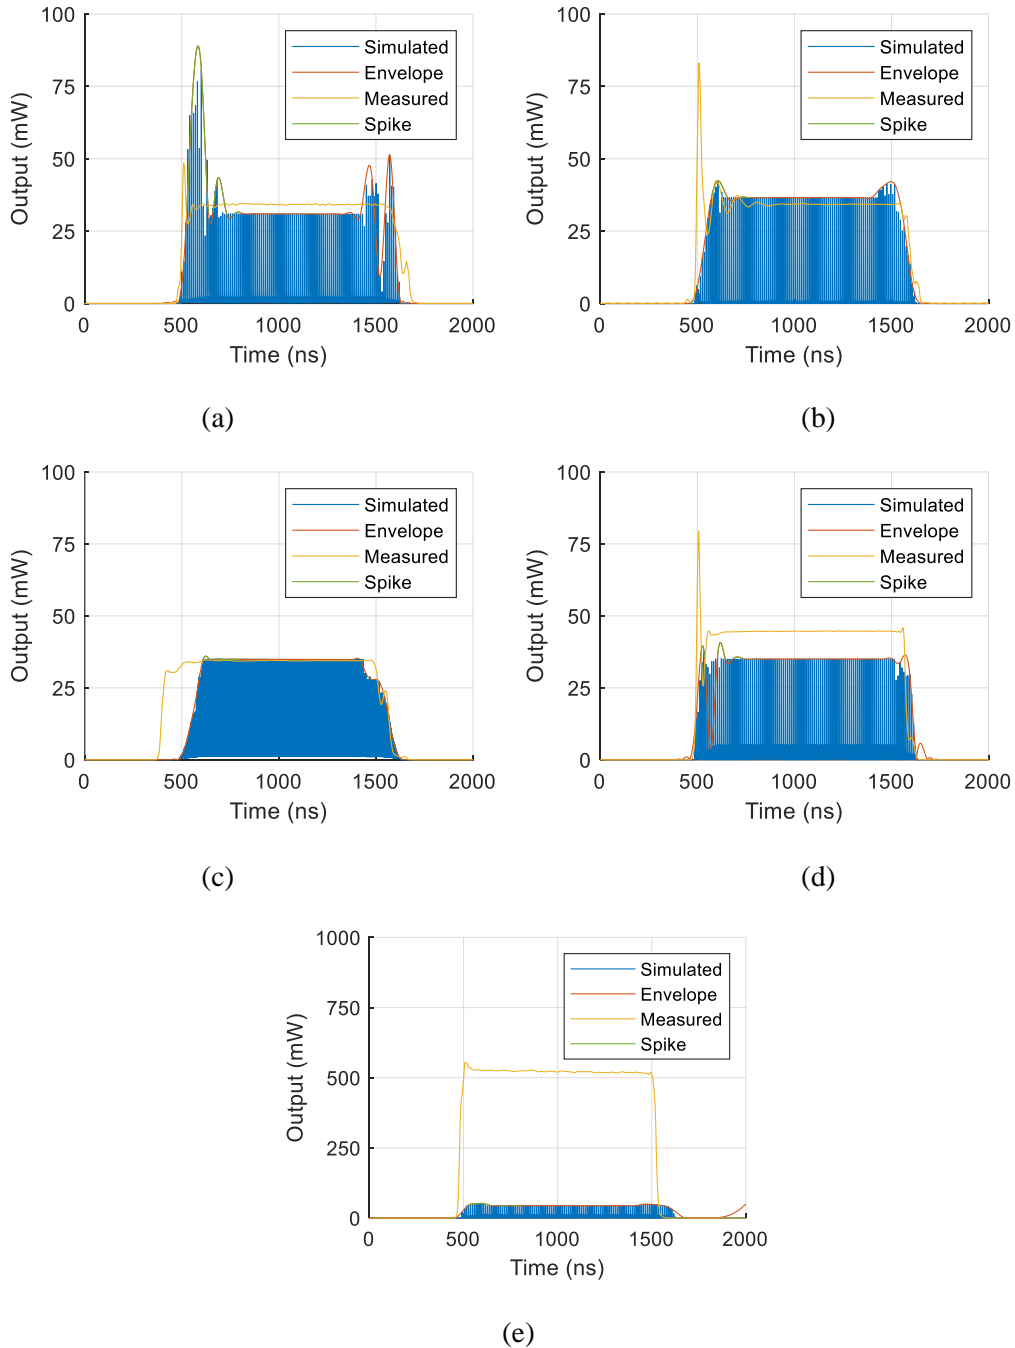 100
75
50
25
0
Output (mW)
0 500 1000 1500 2000
Time (ns)
Simulated
Envelope
Measured
Spike
(a)
100
75
50
25
0
Output (mW)
0 500 1000 1500 2000
Time (ns)
Simulated
Envelope
Measured
Spike
(b)
100
75
50
25
0
Output (mW)
0 500 1000 1500 2000
Time (ns)
Simulated
Envelope
Measured
Spike
(c)
100
75
50
25
0
Output (mW)
0 500 1000 1500 2000
Time (ns)
Simulated
Envelope
Measured
Spike
(d)
1000
750
500
250
0
Output (mW)
0 500 1000 1500 2000
Time (ns)
Simulated
Envelope
Measured
Spike
(e)